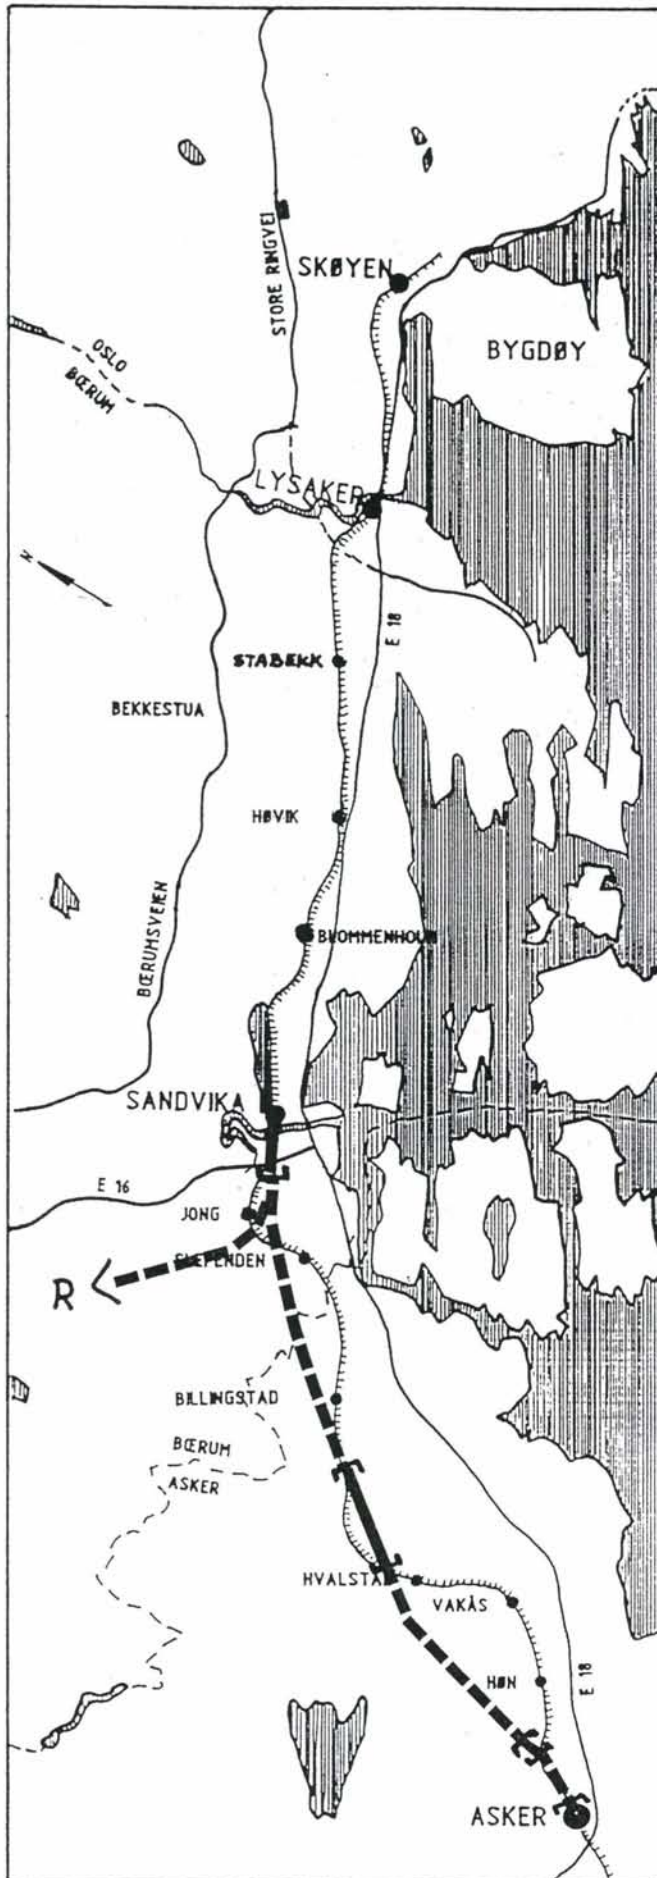 STORE RINGVEI
SKØYEN
BYGDØY
OSLO
BÆRUM
LYSAKER
N
E 18
STABEKK
BEKKESTUA
HØVIK
BLOMMENHOLM
BÆRUMSVEIEN
SANDVIKA
E 16
JONG
SLEPENDEN
R
BILLINGSTAD
BÆRUM
ASKER
HVALSTAD
VAKÅS
HØN
E 18
ASKER